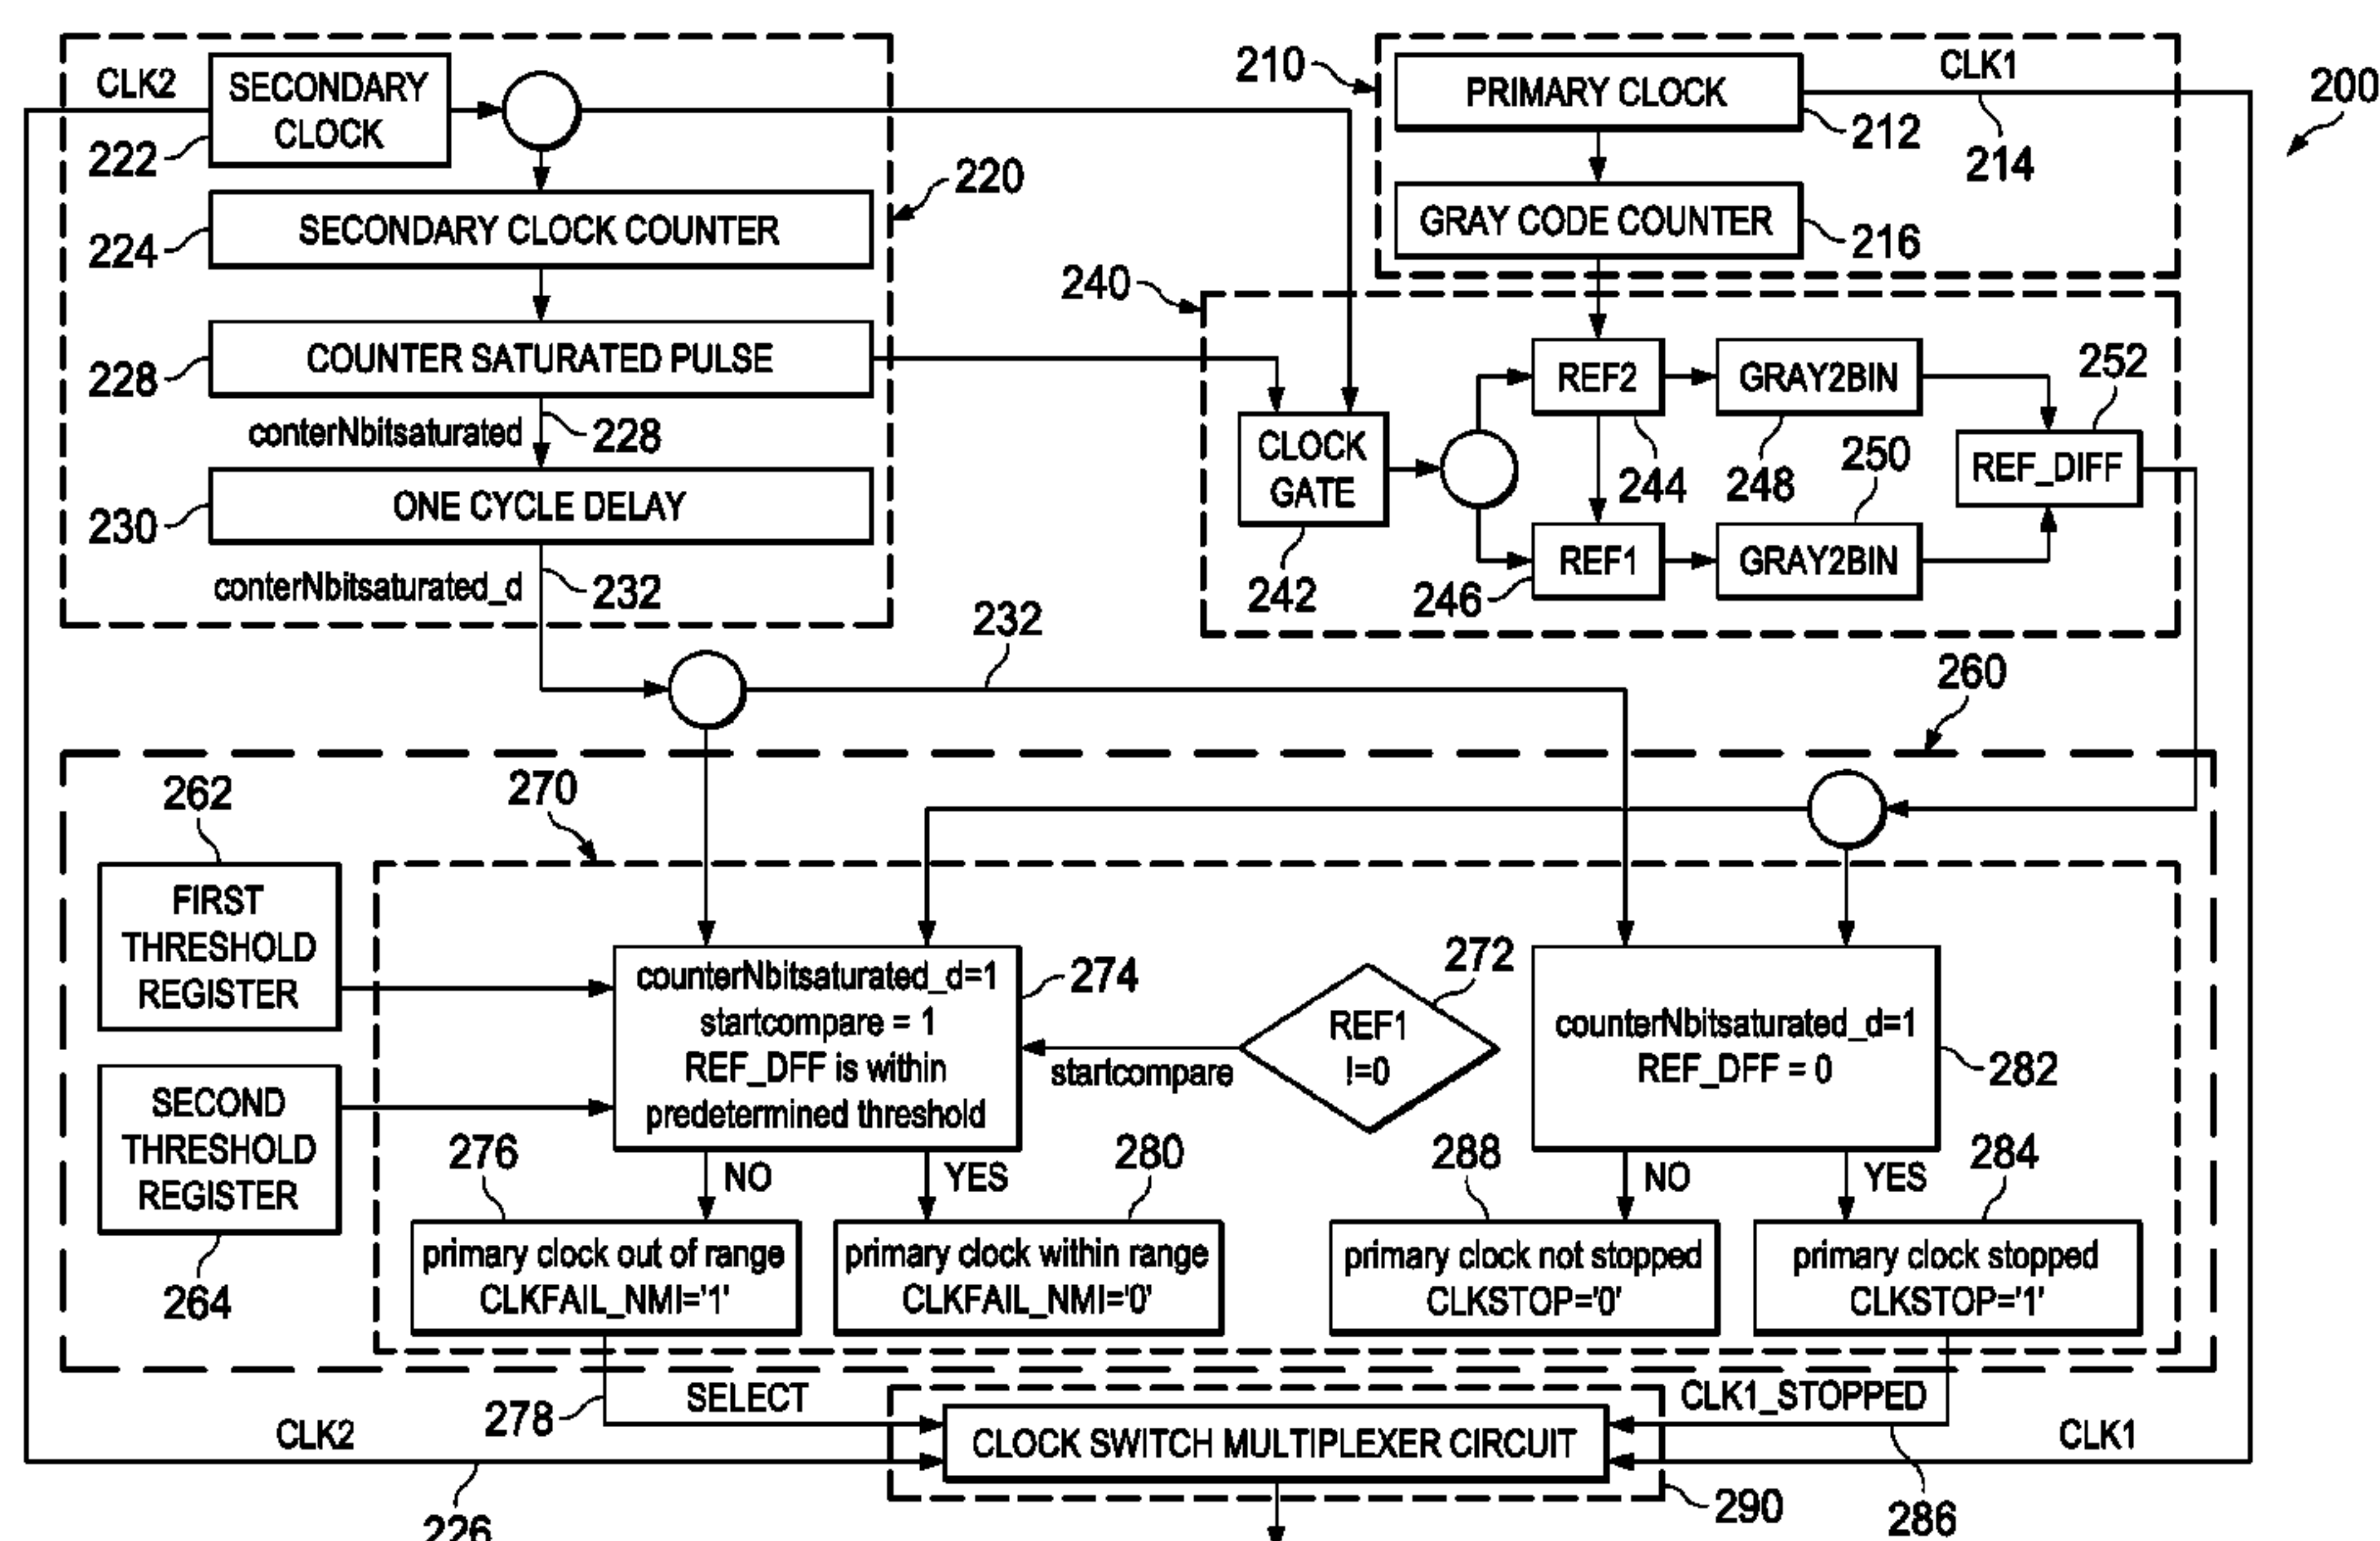 CLK2
SECONDARY
CLOCK
222
210
PRIMARY CLOCK
CLK1
212
214
200
220
SECONDARY CLOCK COUNTER
224
GRAY CODE COUNTER
216
240
COUNTER SATURATED PULSE
228
conterNbitsaturated
228
ONE CYCLE DELAY
230
conterNbitsaturated_d
232
CLOCK
GATE
242
REF2
244
GRAY2BIN
248
252
REF_DIFF
250
REF1
246
GRAY2BIN
232
260
262
270
FIRST
THRESHOLD
REGISTER
SECOND
THRESHOLD
REGISTER
264
counterNbitsaturated_d=1
startcompare = 1
REF_DFF is within
predetermined threshold
274
startcompare
272
REF1
!=0
counterNbitsaturated_d=1
REF_DFF = 0
282
276
NO
YES
280
288
NO
YES
284
primary clock out of range
CLKFAIL_NMI='1'
primary clock within range
CLKFAIL_NMI='0'
primary clock not stopped
CLKSTOP='0'
primary clock stopped
CLKSTOP='1'
278
SELECT
CLK1_STOPPED
CLK2
CLOCK SWITCH MULTIPLEXER CIRCUIT
CLK1
226
290
286